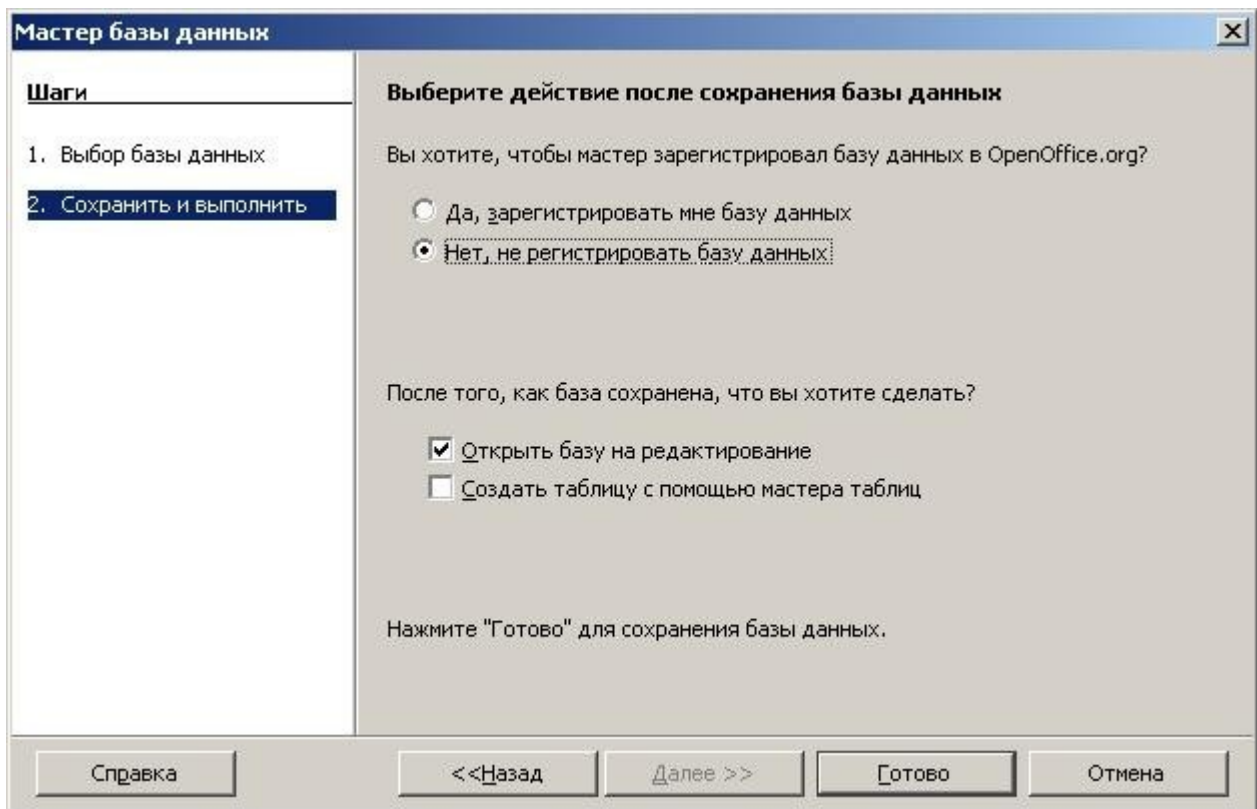 Мастер базы данных
Шаги
1. Выбор базы данных
2. Сохранить и выполнить
Выберите действие после сохранения базы данных
Вы хотите, чтобы мастер зарегистрировал базу данных в OpenOffice.org?
Да, зарегистрировать мне базу данных
Нет, не регистрировать базу данных
После того, как база сохранена, что вы хотите сделать?
Открыть базу на редактирование
Создать таблицу с помощью мастера таблиц
Нажмите "Готово" для сохранения базы данных.
Справка
<<Назад
Далее >>
Готово
Отмена